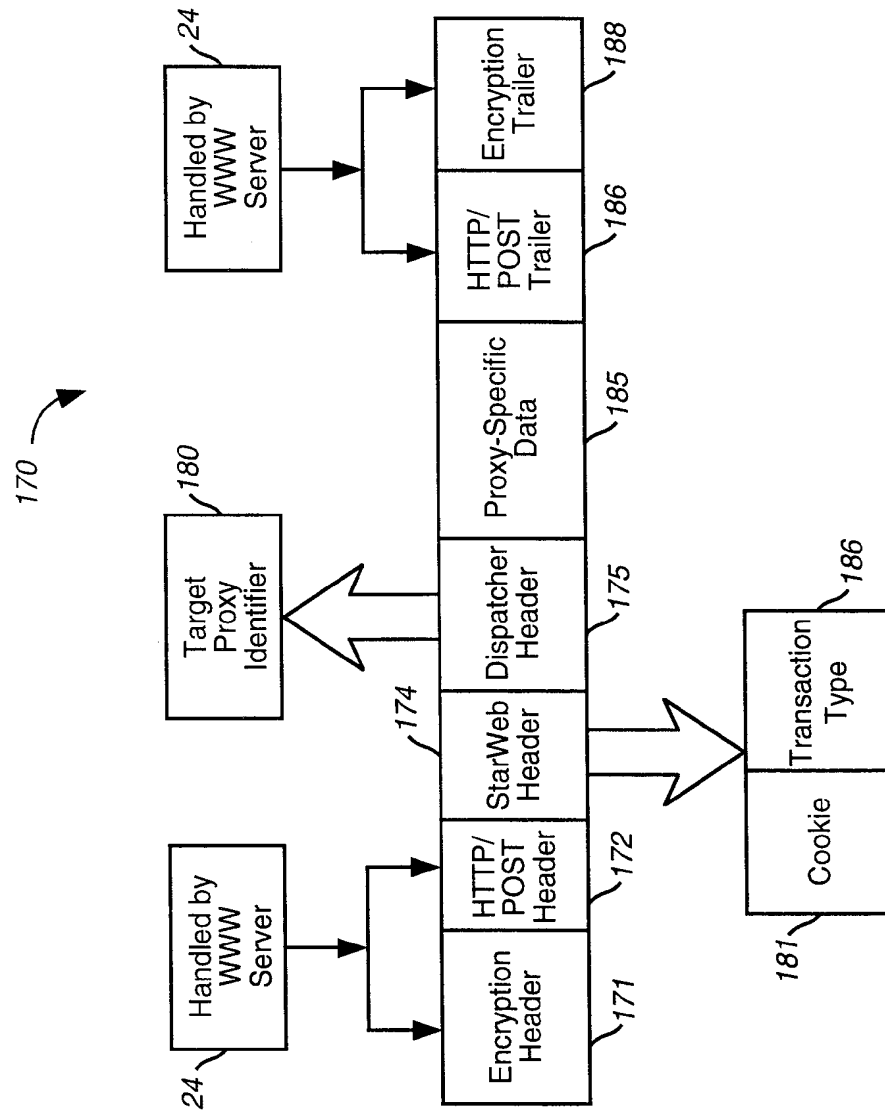 170
24
Handled by
WWW
Server
180
Target
Proxy
Identifier
24
Handled by
WWW
Server
174
Encryption
Header
HTTP/
POST
Header
StarWeb
Header
Dispatcher
Header
Proxy-Specific
Data
HTTP/
POST
Trailer
Encryption
Trailer
171
172
175
185
186
188
181
Cookie
Transaction
Type
186